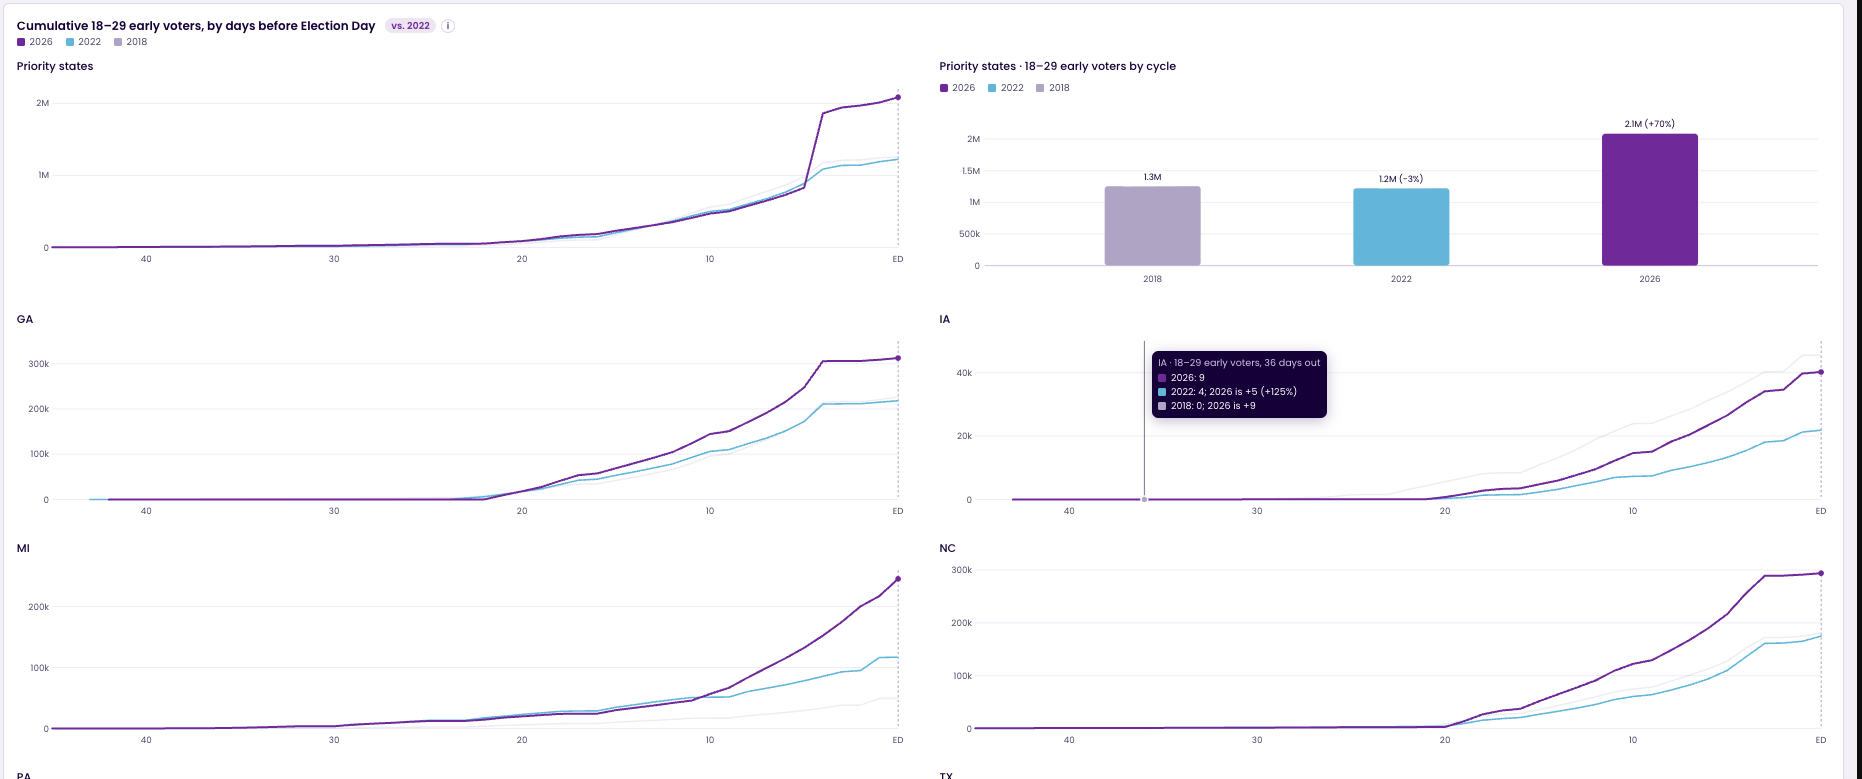 Cumulative 18–29 early voters, by days before Election Day vs. 2022 i
2026 2022 2018
Priority states
2M
1M
0
40 30 20 10 ED
Priority states · 18–29 early voters by cycle
2026 2022 2018
2M
1.5M
1M
500k
0
1.3M
1.2M (-3%)
2.1M (+70%)
2018 2022 2026
GA
300k
200k
100k
0
40 30 20 10 ED
IA
40k
20k
0
IA · 18–29 early voters, 36 days out
2026: 9
2022: 4; 2026 is +5 (+125%)
2018: 0; 2026 is +9
40 30 20 10 ED
MI
200k
100k
0
40 30 20 10 ED
NC
300k
200k
100k
0
40 30 20 10 ED
PA
TX